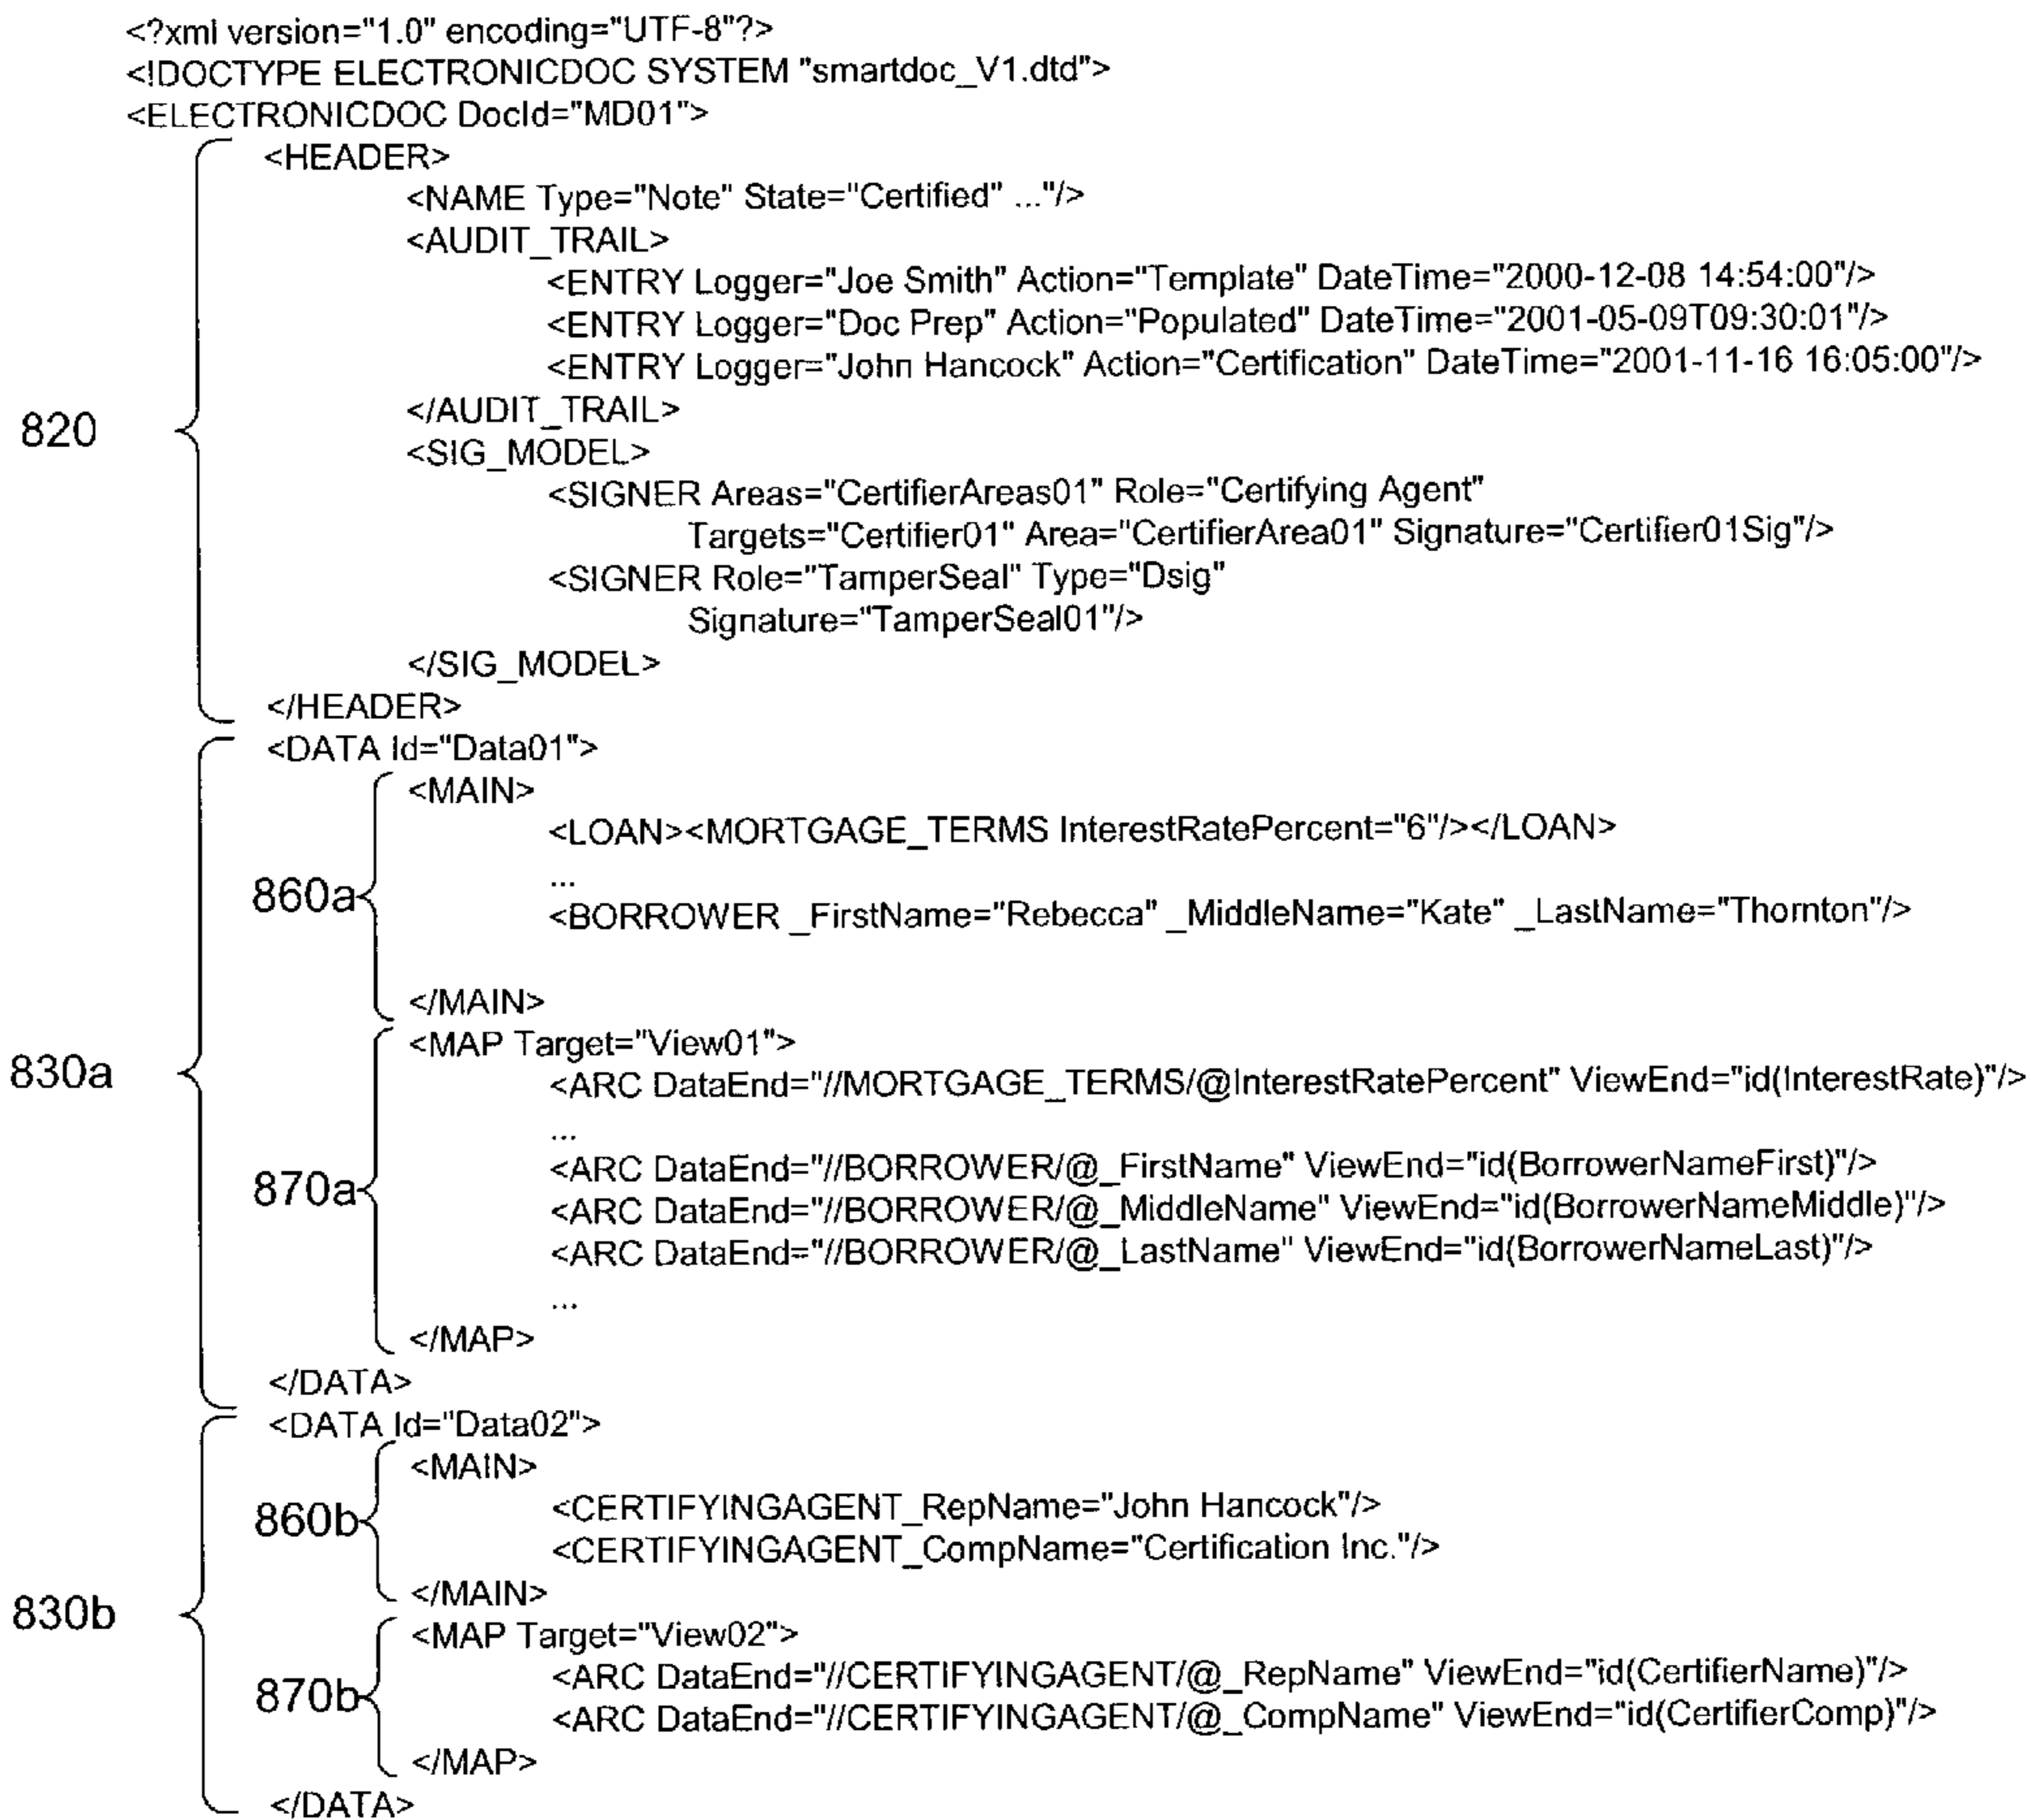 <?xml version="1.0" encoding="UTF-8"?>
<!DOCTYPE ELECTRONICDOC SYSTEM "smartdoc_V1.dtd">
<ELECTRONICDOC DocId="MD01">
<HEADER>
<NAME Type="Note" State="Certified" ..."/>
<AUDIT_TRAIL>
<ENTRY Logger="Joe Smith" Action="Template" DateTime="2000-12-08 14:54:00"/>
<ENTRY Logger="Doc Prep" Action="Populated" DateTime="2001-05-09T09:30:01"/>
<ENTRY Logger="John Hancock" Action="Certification" DateTime="2001-11-16 16:05:00"/>
</AUDIT_TRAIL>
820
<SIG_MODEL>
<SIGNER Areas="CertifierAreas01" Role="Certifying Agent"
Targets="Certifier01" Area="CertifierArea01" Signature="Certifier01Sig"/>
<SIGNER Role="TamperSeal" Type="Dsig"
Signature="TamperSeal01"/>
</SIG_MODEL>
</HEADER>
<DATA Id="Data01">
<MAIN>
<LOAN><MORTGAGE_TERMS InterestRatePercent="6"/></LOAN>
...
860a
<BORROWER _FirstName="Rebecca" _MiddleName="Kate" _LastName="Thornton"/>
</MAIN>
<MAP Target="View01">
830a
<ARC DataEnd="//MORTGAGE_TERMS/@InterestRatePercent" ViewEnd="id(InterestRate)"/>
...
<ARC DataEnd="//BORROWER/@_FirstName" ViewEnd="id(BorrowerNameFirst)"/>
870a
<ARC DataEnd="//BORROWER/@_MiddleName" ViewEnd="id(BorrowerNameMiddle)"/>
<ARC DataEnd="//BORROWER/@_LastName" ViewEnd="id(BorrowerNameLast)"/>
...
</MAP>
</DATA>
<DATA Id="Data02">
<MAIN>
<CERTIFYINGAGENT_RepName="John Hancock"/>
860b
<CERTIFYINGAGENT_CompName="Certification Inc."/>
</MAIN>
830b
<MAP Target="View02">
<ARC DataEnd="//CERTIFYINGAGENT/@_RepName" ViewEnd="id(CertifierName)"/>
870b
<ARC DataEnd="//CERTIFYINGAGENT/@_CompName" ViewEnd="id(CertifierComp)"/>
</MAP>
</DATA>